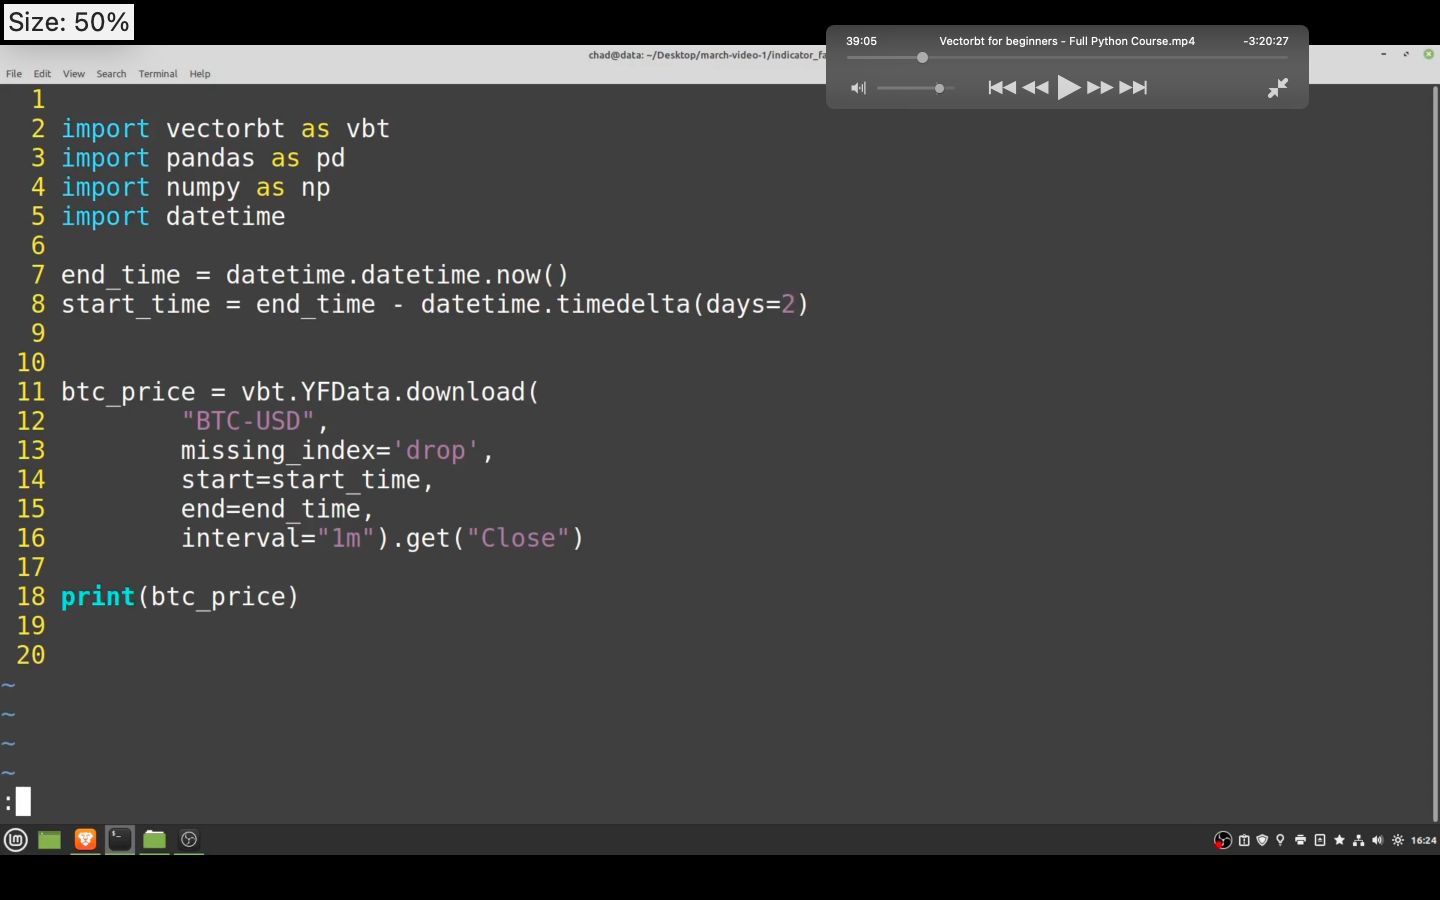 Size: 50%
chad@data: ~/Desktop/march-video-1/indicator_fa
39:05
Vectorbt for beginners - Full Python Course.mp4
-3:20:27
File Edit View Search Terminal Help
1
2 import vectorbt as vbt
3 import pandas as pd
4 import numpy as np
5 import datetime
6
7 end_time = datetime.datetime.now()
8 start_time = end_time - datetime.timedelta(days=2)
9
10
11 btc_price = vbt.YFData.download(
12         "BTC-USD",
13         missing_index='drop',
14         start=start_time,
15         end=end_time,
16         interval="1m").get("Close")
17
18 print(btc_price)
19
20
~
~
~
~
:
16:24